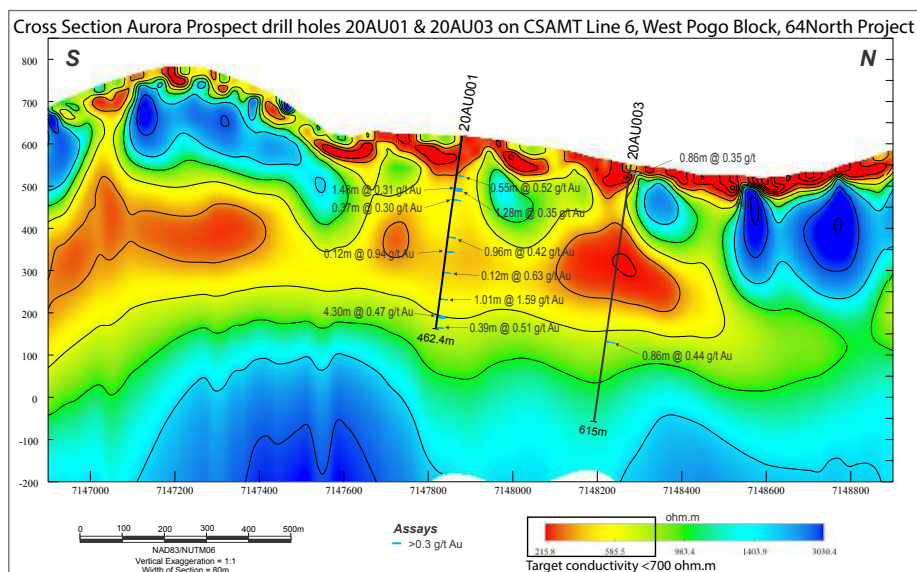 Cross Section Aurora Prospect drill holes 20AU01 & 20AU03 on CSAMT Line 6, West Pogo Block, 64North Project
S
N
800
700
600
500
400
300
200
100
0
-100
-200
20AU001
20AU003
0.86m @ 0.35 g/t
0.55m @ 0.52 g/t Au
1.48m @ 0.31 g/t Au
1.28m @ 0.35 g/t Au
0.37m @ 0.30 g/t Au
0.96m @ 0.42 g/t Au
0.12m @ 0.94 g/t Au
0.12m @ 0.63 g/t Au
1.01m @ 1.59 g/t Au
4.30m @ 0.47 g/t Au
0.39m @ 0.51 g/t Au
462.4m
0.86m @ 0.44 g/t Au
615m
7147000 7147200 7147400 7147600 7147800 7148000 7148200 7148400 7148600 7148800
0 100 200 300 400 500m
NAD83/NUTM06
Vertical Exaggeration = 1:1
Width of Section = 80m
Assays
>0.3 g/t Au
ohm.m
215.8 585.5 983.4 1403.9 3030.4
Target conductivity <700 ohm.m